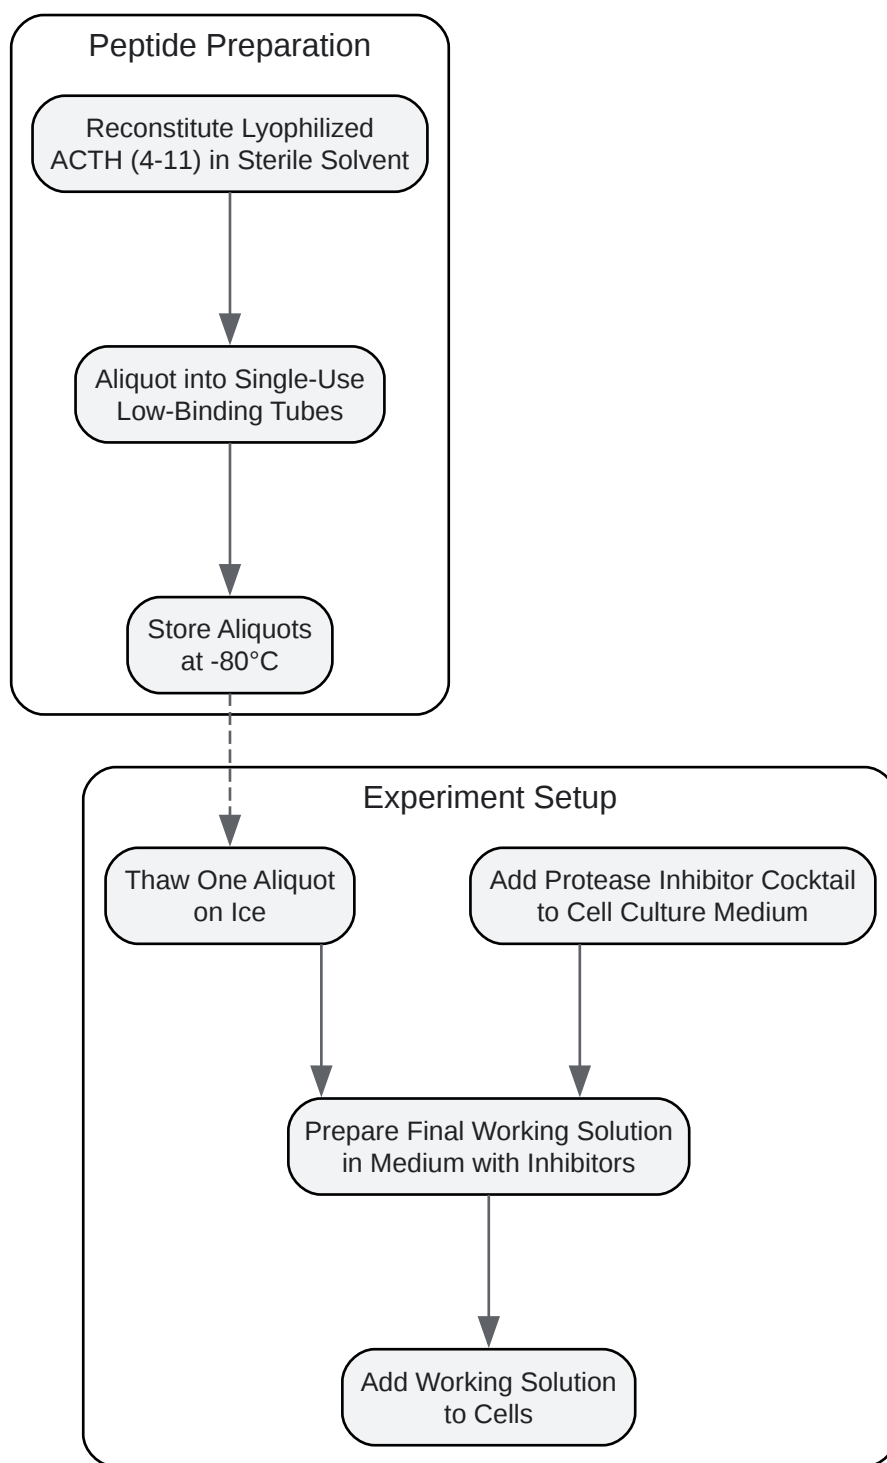 Peptide Preparation
Reconstitute Lyophilized
ACTH (4-11) in Sterile Solvent
Aliquot into Single-Use
Low-Binding Tubes
Store Aliquots
at -80°C
Experiment Setup
Thaw One Aliquot
on Ice
Add Protease Inhibitor Cocktail
to Cell Culture Medium
Prepare Final Working Solution
in Medium with Inhibitors
Add Working Solution
to Cells